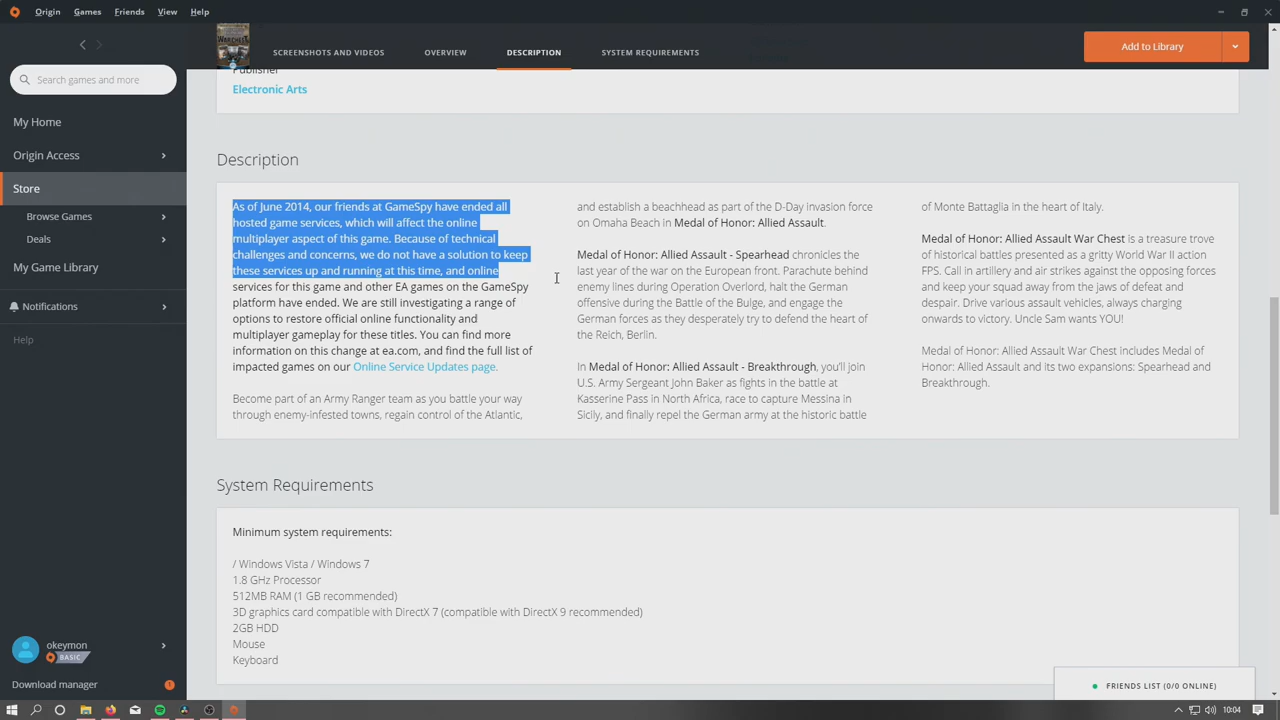 Origin Games Friends View Help
SCREENSHOTS AND VIDEOS OVERVIEW DESCRIPTION SYSTEM REQUIREMENTS
Add to Library
Search games and more
My Home
Origin Access
Store
Browse Games
Deals
My Game Library
Notifications
Help
okeymon
BASIC
Download manager
1
Publisher
Electronic Arts
Description
As of June 2014, our friends at GameSpy have ended all
hosted game services, which will affect the online
multiplayer aspect of this game. Because of technical
challenges and concerns, we do not have a solution to keep
these services up and running at this time, and online
services for this game and other EA games on the GameSpy
platform have ended. We are still investigating a range of
options to restore official online functionality and
multiplayer gameplay for these titles. You can find more
information on this change at ea.com, and find the full list of
impacted games on our Online Service Updates page.
Become part of an Army Ranger team as you battle your way
through enemy-infested towns, regain control of the Atlantic,
and establish a beachhead as part of the D-Day invasion force
on Omaha Beach in Medal of Honor: Allied Assault.
Medal of Honor: Allied Assault - Spearhead chronicles the
last year of the war on the European front. Parachute behind
enemy lines during Operation Overlord, halt the German
offensive during the Battle of the Bulge, and engage the
German forces as they desperately try to defend the heart of
the Reich, Berlin.
In Medal of Honor: Allied Assault - Breakthrough, you'll join
U.S. Army Sergeant John Baker as fights in the battle at
Kasserine Pass in North Africa, race to capture Messina in
Sicily, and finally repel the German army at the historic battle
of Monte Battaglia in the heart of Italy.
Medal of Honor: Allied Assault War Chest is a treasure trove
of historical battles presented as a gritty World War II action
FPS. Call in artillery and air strikes against the opposing forces
and keep your squad away from the jaws of defeat and
despair. Drive various assault vehicles, always charging
onwards to victory. Uncle Sam wants YOU!
Medal of Honor: Allied Assault War Chest Includes Medal of
Honor: Allied Assault and its two expansions: Spearhead and
Breakthrough.
System Requirements
Minimum system requirements:
/ Windows Vista / Windows 7
1.8 GHz Processor
512MB RAM (1 GB recommended)
3D graphics card compatible with DirectX 7 (compatible with DirectX 9 recommended)
2GB HDD
Mouse
Keyboard
FRIENDS LIST (0/0 ONLINE)
10:04